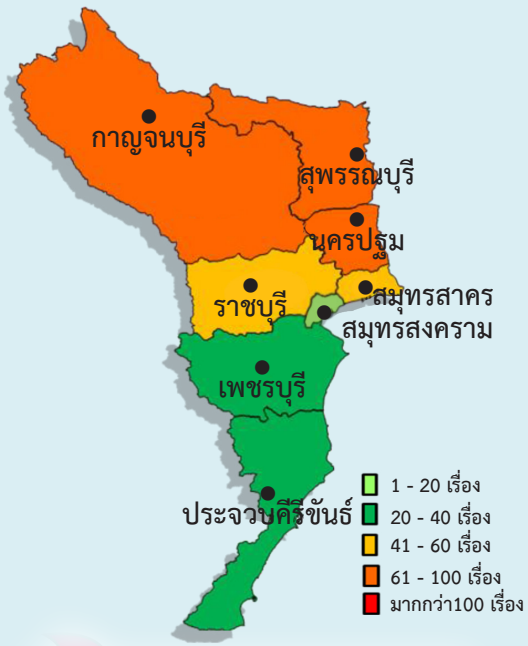 กาญจนบุรี
สุพรรณบุรี
นครปฐม
ราชบุรี
สมุทรสาคร
สมุทรสงคราม
เพชรบุรี
ประจวบคีรีขันธ์
1 - 20 เรื่อง
20 - 40 เรื่อง
41 - 60 เรื่อง
61 - 100 เรื่อง
มากกว่า100 เรื่อง